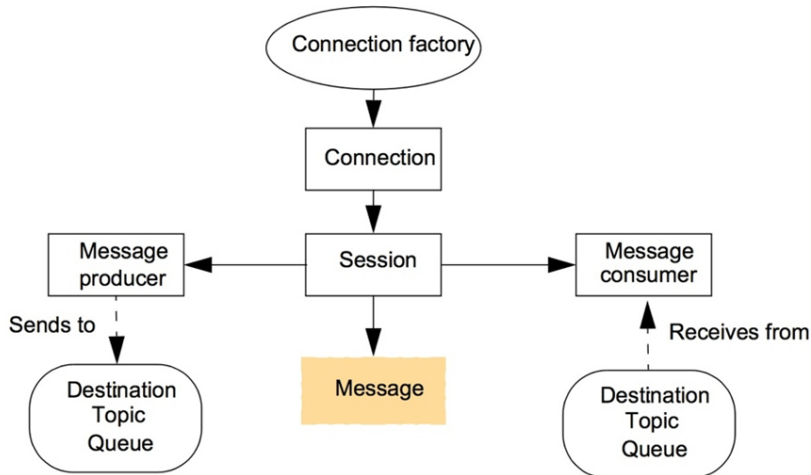 Connection factory
Connection
Message
producer
Session
Message
consumer
Sends to
Receives from
Message
Destination
Topic
Queue
Destination
Topic
Queue